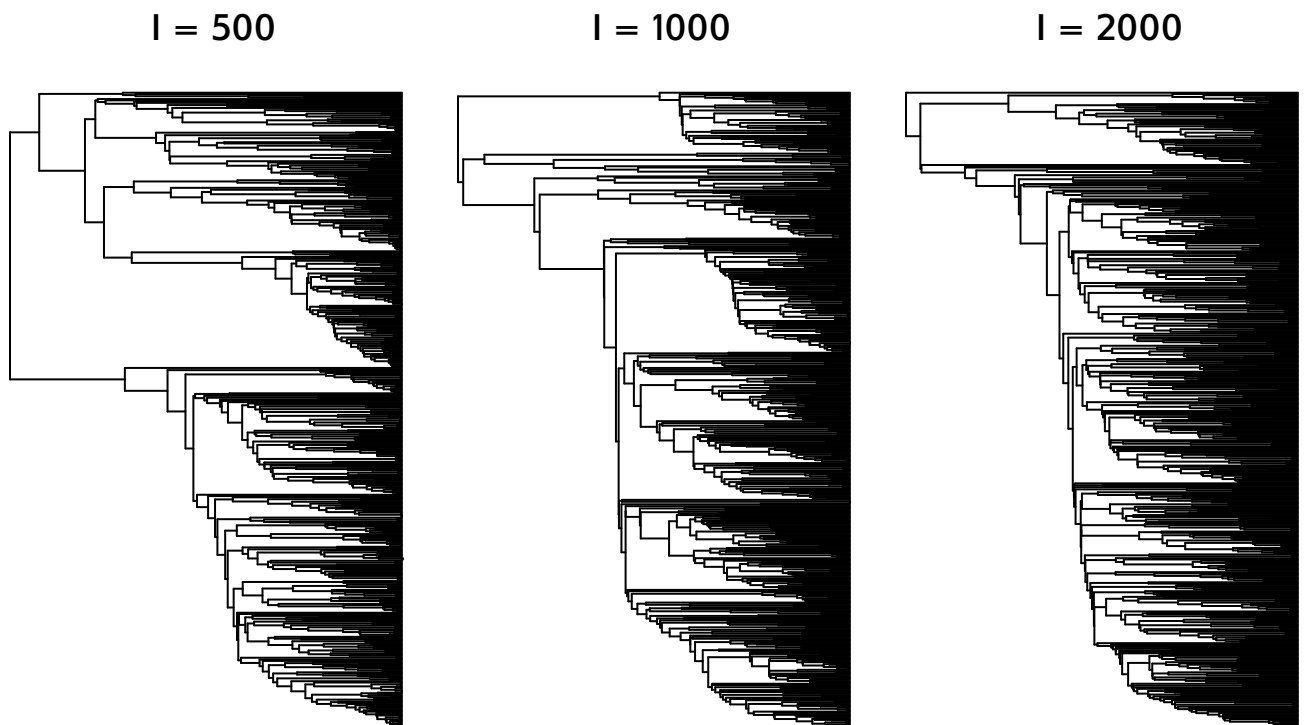 I = 500
I = 1000
I = 2000